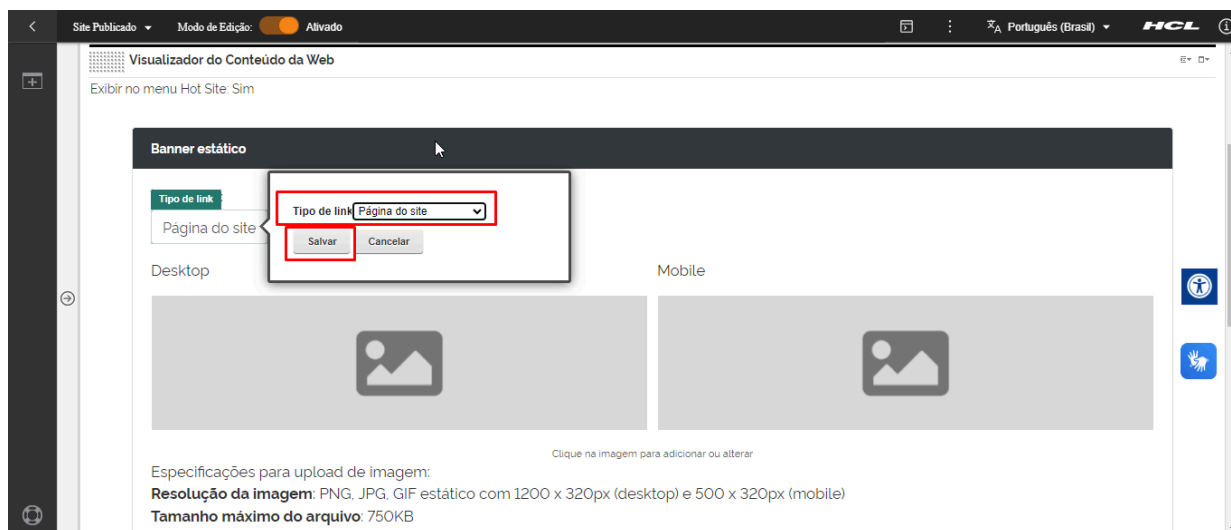 Site Publicado Modo de Edição: Ativado Português (Brasil) HCL
Visualizador do Conteúdo da Web
Exibir no menu Hot Site: Sim
Banner estático
Tipo de link
Tipo de link Página do site
Página do site
Salvar Cancelar
Desktop Mobile
Clique na imagem para adicionar ou alterar
Especificações para upload de imagem:
Resolução da imagem: PNG, JPG, GIF estático com 1200 x 320px (desktop) e 500 x 320px (mobile)
Tamanho máximo do arquivo: 750KB